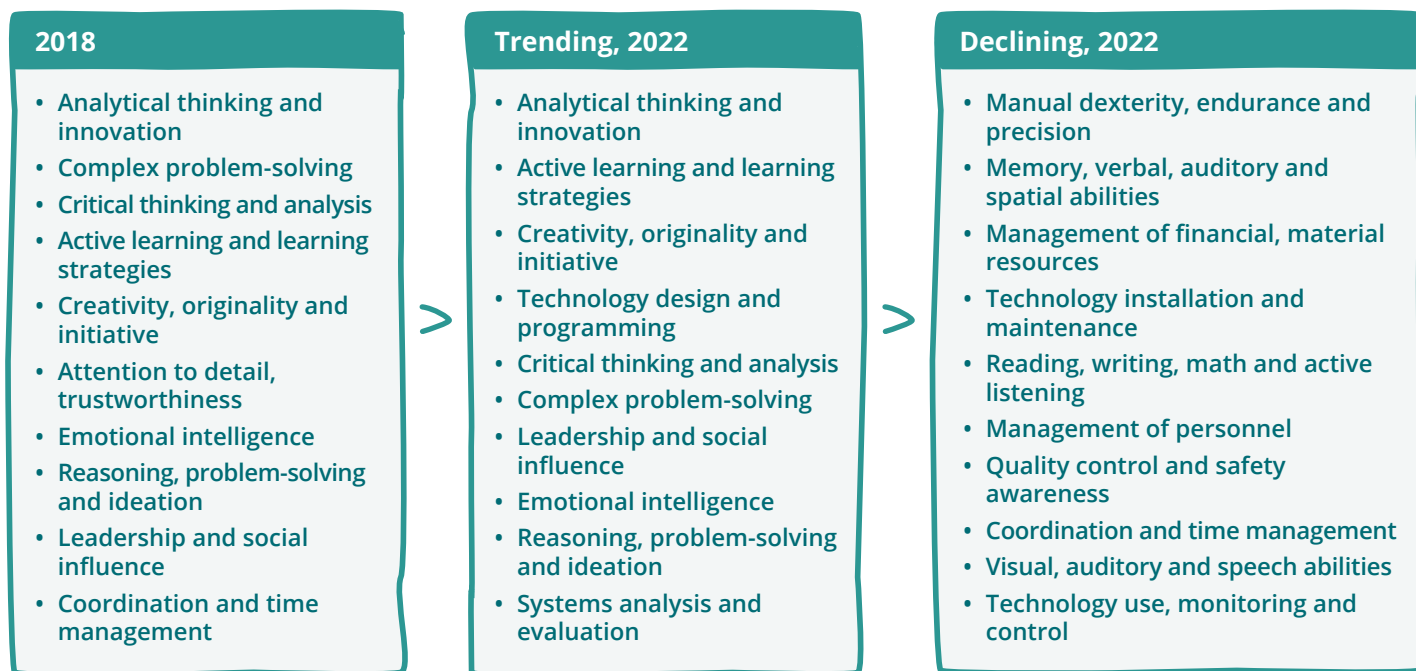 2018
• Analytical thinking and
innovation
• Complex problem-solving
• Critical thinking and analysis
• Active learning and learning
strategies
• Creativity, originality and
initiative
• Attention to detail,
trustworthiness
• Emotional intelligence
• Reasoning, problem-solving
and ideation
• Leadership and social
influence
• Coordination and time
management
>
Trending, 2022
• Analytical thinking and
innovation
• Active learning and learning
strategies
• Creativity, originality and
initiative
• Technology design and
programming
• Critical thinking and analysis
• Complex problem-solving
• Leadership and social
influence
• Emotional intelligence
• Reasoning, problem-solving
and ideation
• Systems analysis and
evaluation
>
Declining, 2022
• Manual dexterity, endurance and
precision
• Memory, verbal, auditory and
spatial abilities
• Management of financial, material
resources
• Technology installation and
maintenance
• Reading, writing, math and active
listening
• Management of personnel
• Quality control and safety
awareness
• Coordination and time management
• Visual, auditory and speech abilities
• Technology use, monitoring and
control